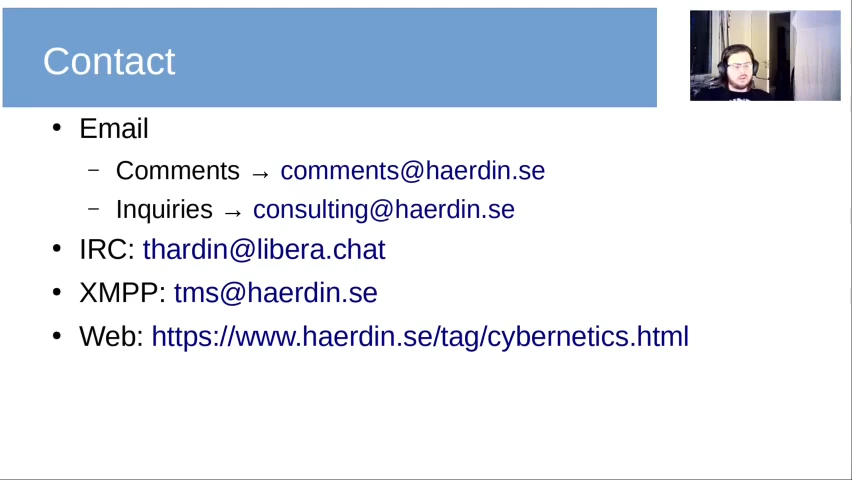 Contact
• Email
– Comments → comments@haerdin.se
– Inquiries → consulting@haerdin.se
• IRC: thardin@libera.chat
• XMPP: tms@haerdin.se
• Web: https://www.haerdin.se/tag/cybernetics.html